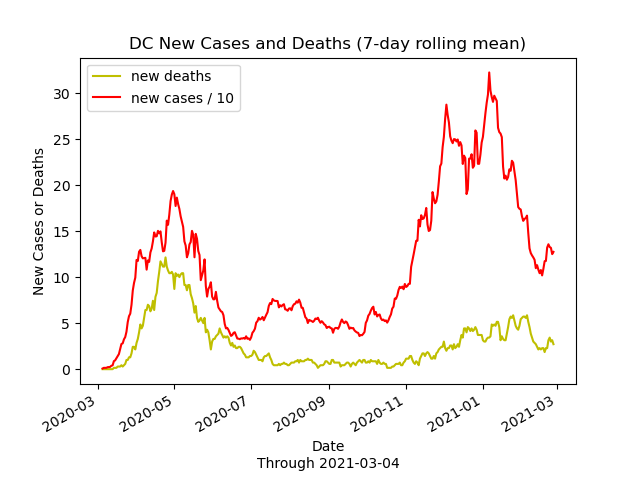 DC New Cases and Deaths (7-day rolling mean)
new deaths
new cases / 10
New Cases or Deaths
30
25
20
15
10
5
0
2020-03
2020-05
2020-07
2020-09
2020-11
2021-01
2021-03
Date
Through 2021-03-04